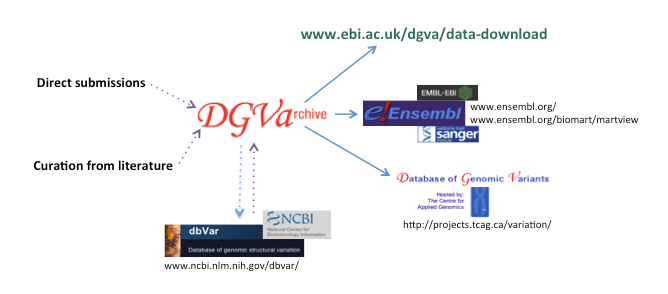 www.ebi.ac.uk/dgva/data-download
Direct submissions
DGVarchive
EMBL-EBI
e!Ensembl
sanger
www.ensembl.org/
www.ensembl.org/biomart/martview
Curation from literature
Database of Genomic Variants
Hosted by:
The Centre for
Applied Genomics
http://projects.tcag.ca/variation/
NCBI
National Center for
Biotechnology Information
dbVar
Database of genomic structural variation
www.ncbi.nlm.nih.gov/dbvar/